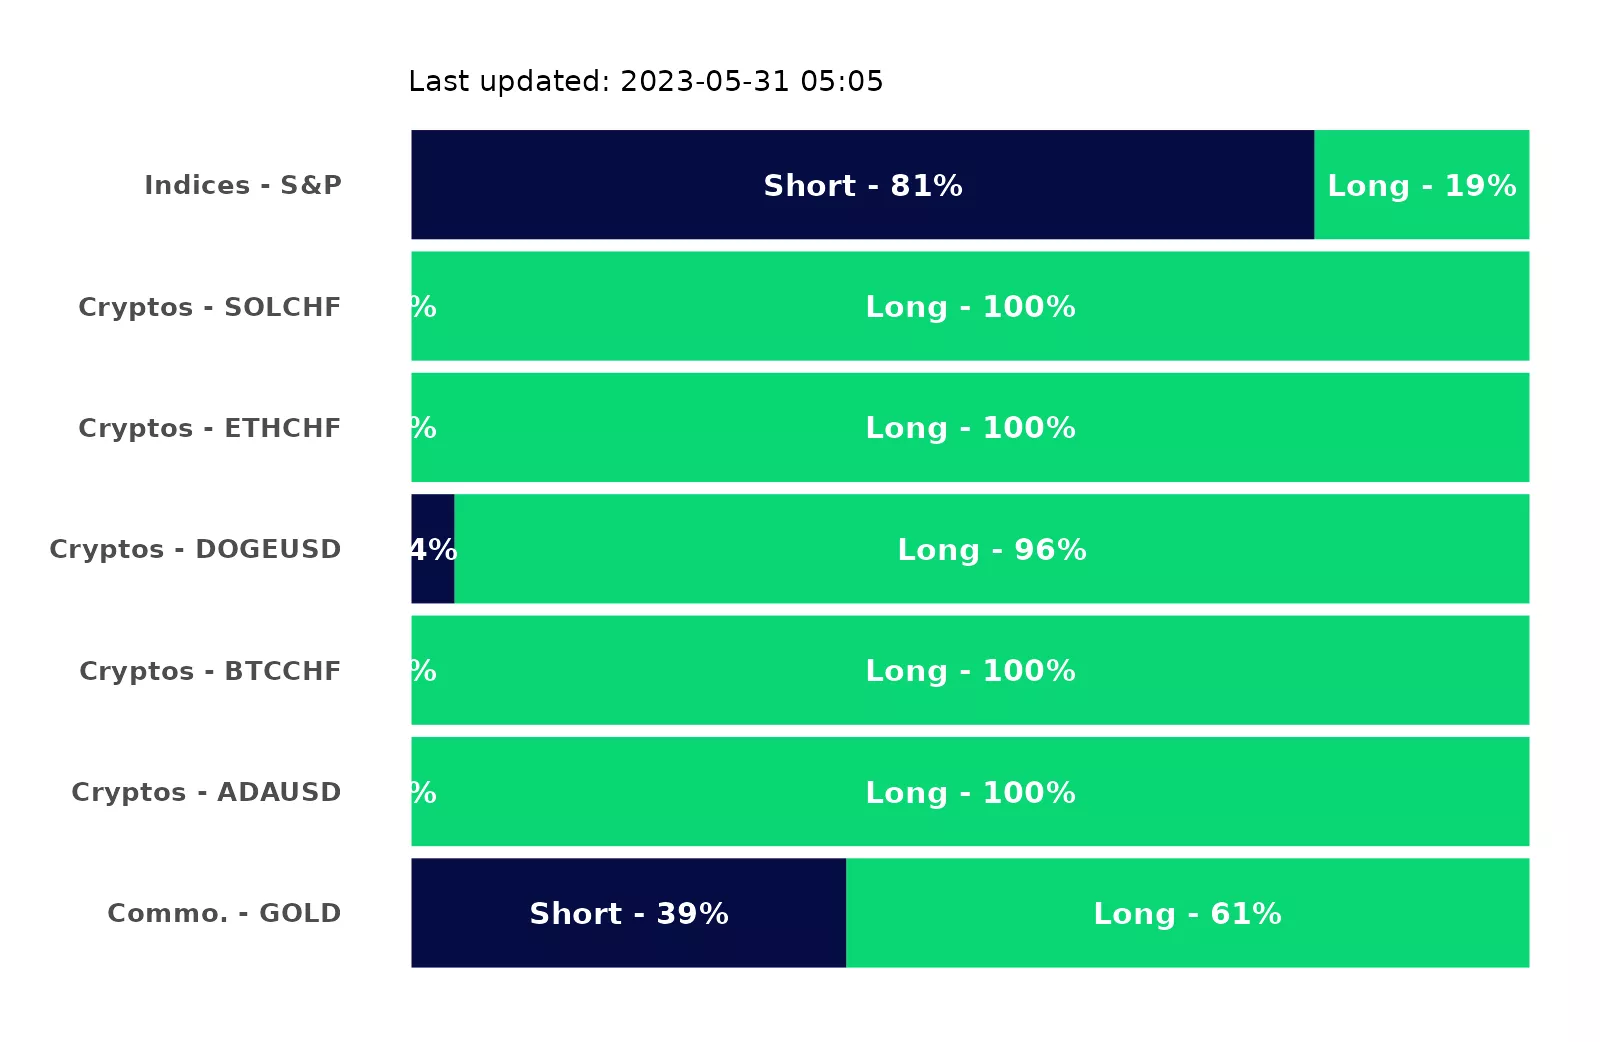 Last updated: 2023-05-31 05:05
Indices - S&P Short - 81% Long - 19%
Cryptos - SOLCHF % Long - 100%
Cryptos - ETHCHF % Long - 100%
Cryptos - DOGEUSD 4% Long - 96%
Cryptos - BTCCHF % Long - 100%
Cryptos - ADAUSD % Long - 100%
Commo. - GOLD Short - 39% Long - 61%